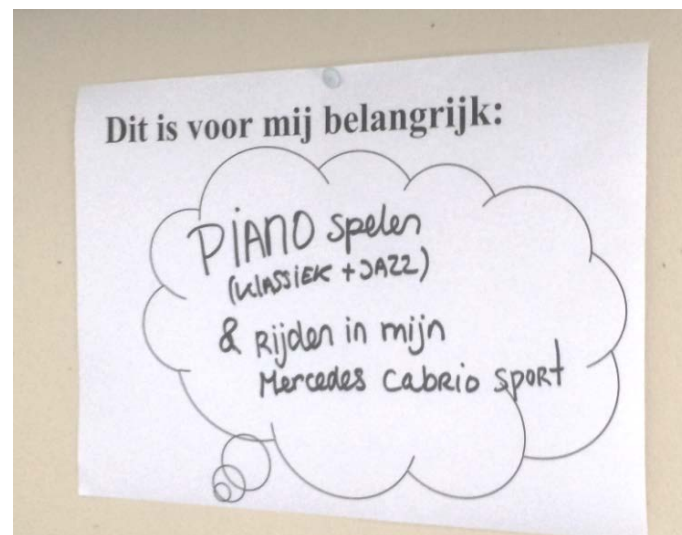 Dit is voor mij belangrijk:
PIANO spelen
(KlASSiEK + JAZZ)
& Rijden in mijn
Mercedes CabRio SpoRt